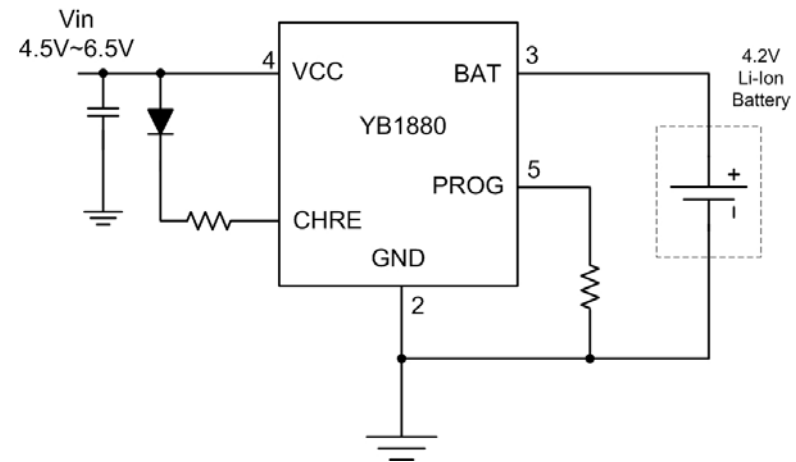 Vin
4.5V~6.5V
4
VCC
BAT
3
4.2V
Li-Ion
Battery
YB1880
PROG
5
+
−
CHRE
GND
2